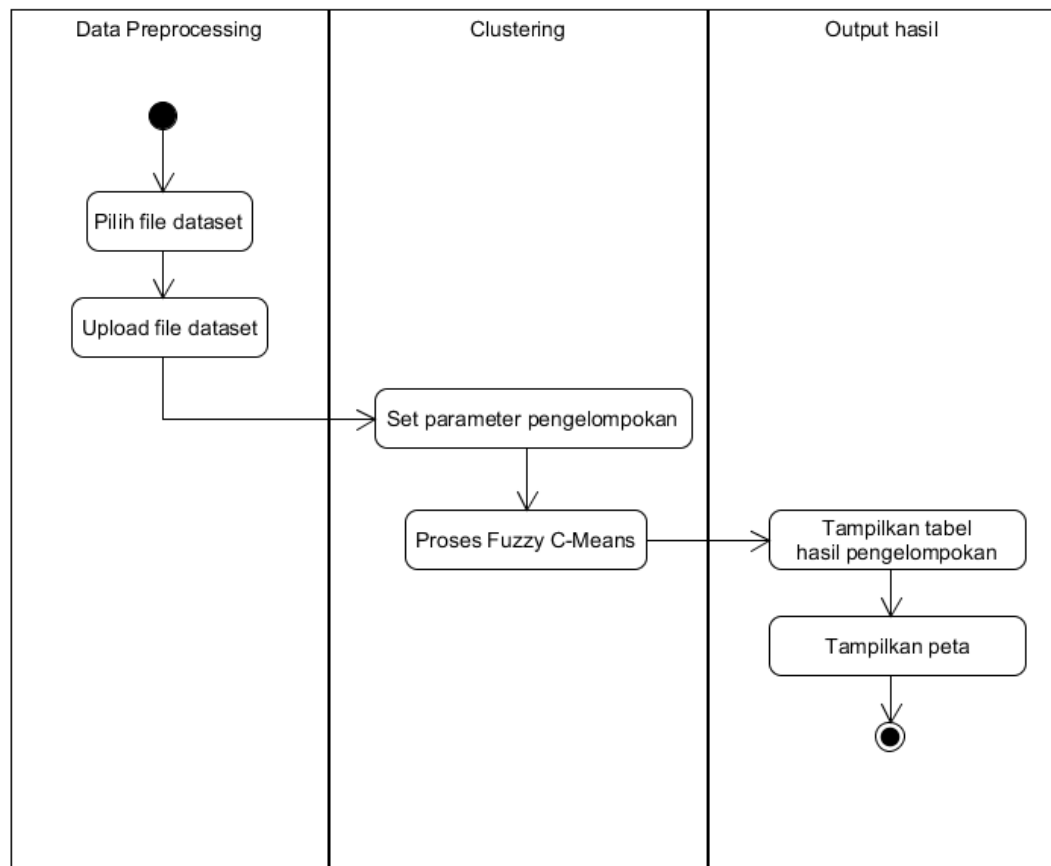 Data Preprocessing
Clustering
Output hasil
Pilih file dataset
Upload file dataset
Set parameter pengelompokan
Proses Fuzzy C-Means
Tampilkan tabel
hasil pengelompokan
Tampilkan peta